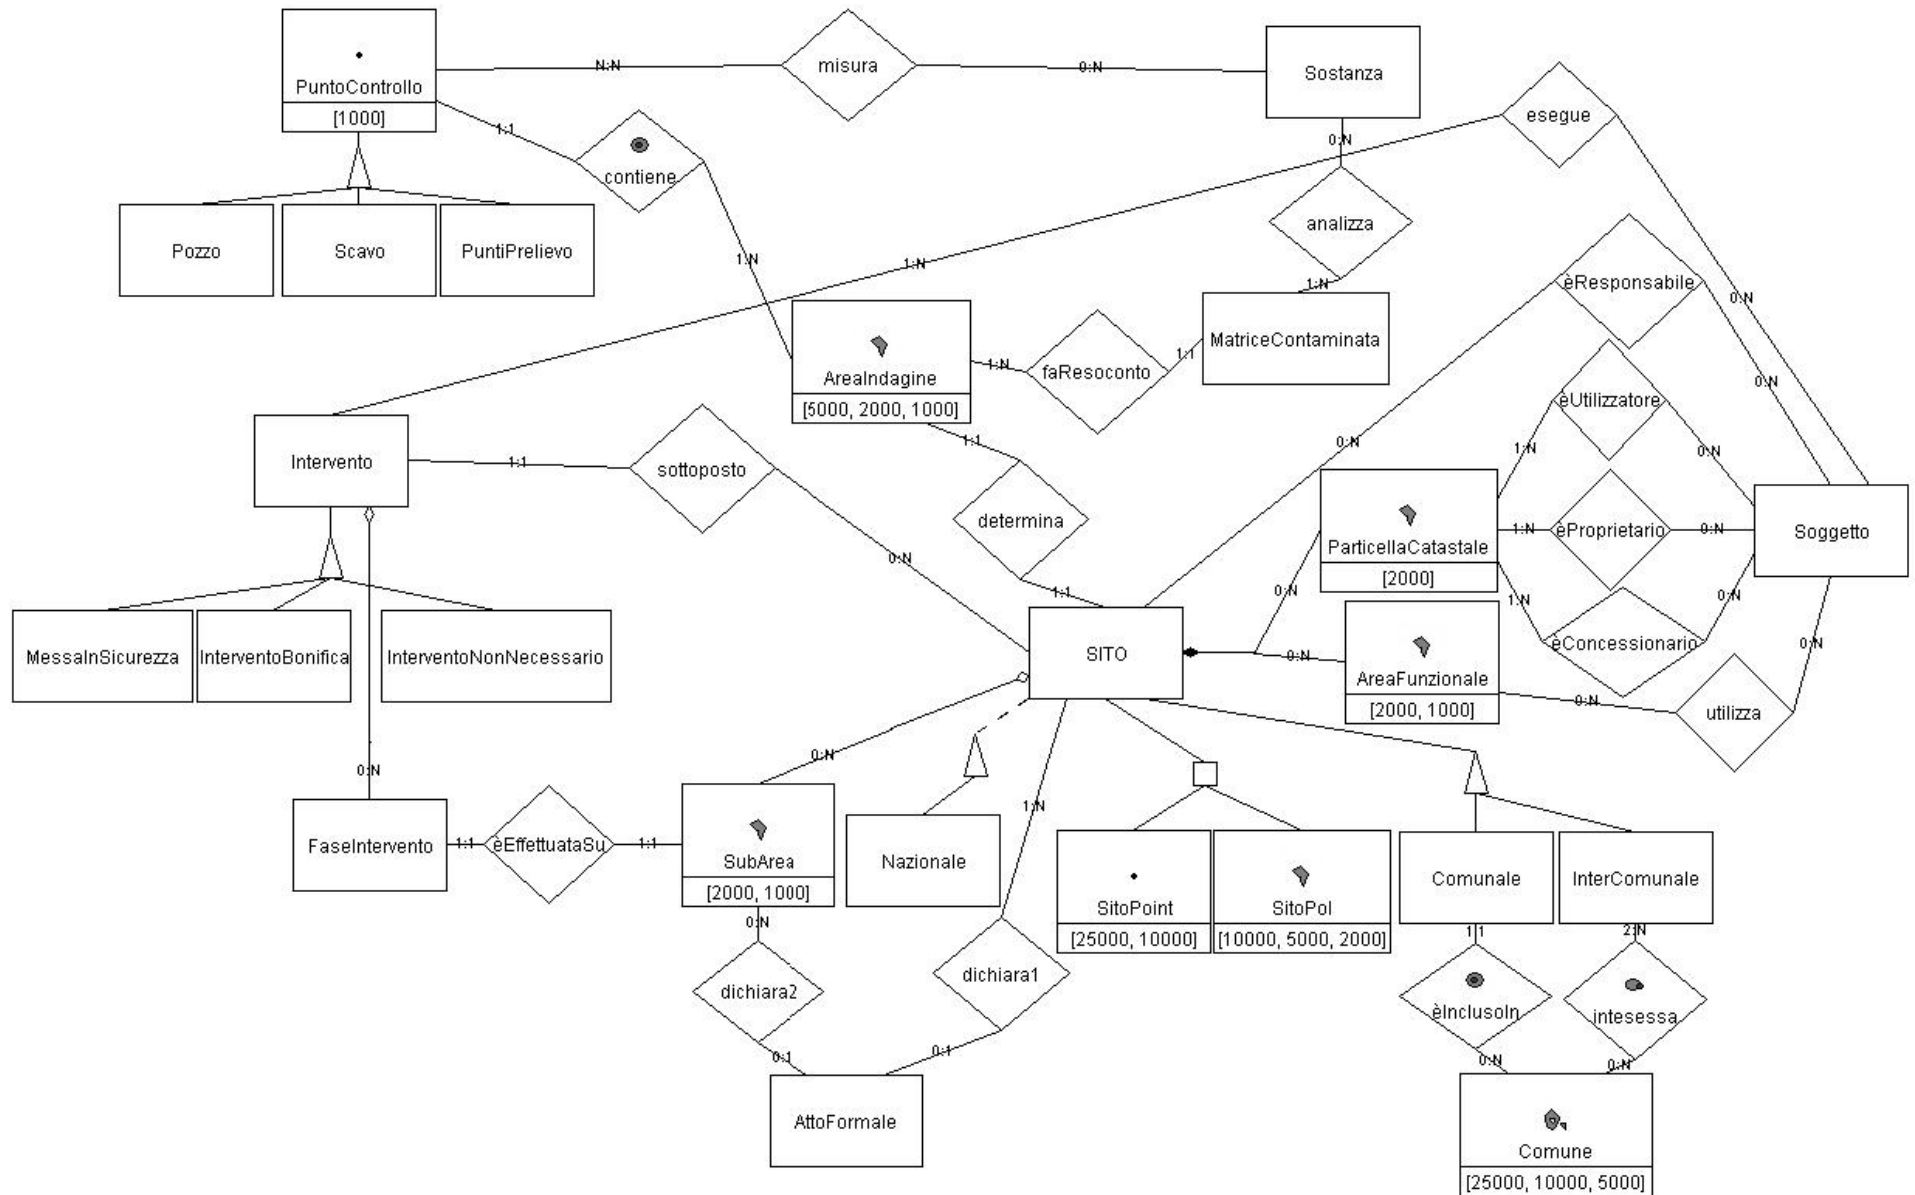 PuntoControllo
[1000]
N:N
misura
0:N
Sostanza
esegue
1:1
contiene
0:N
analizza
Pozzo
Scavo
PuntiPrelievo
1:N
1:N
1:N
èResponsabile
0:N
AreaIndagine
[5000, 2000, 1000]
1:N
faResoconto
1:1
MatriceContaminata
0:N
èUtilizzatore
1:N
0:N
0:N
Intervento
1:1
sottoposto
1:1
determina
ParticellaCatastale
[2000]
1:N
èProprietario
0:N
Soggetto
0:N
0:N
1:1
1:N
0:N
èConcessionario
MessaInSicurezza
InterventoBonifica
InterventoNonNecessario
SITO
0:N
AreaFunzionale
[2000, 1000]
0:N
utilizza
0:N
0:N
0:N
FaseIntervento
1:1
èEffettuataSu
1:1
SubArea
[2000, 1000]
Nazionale
1:N
SitoPoint
[25000, 10000]
SitoPol
[10000, 5000, 2000]
Comunale
InterComunale
0:N
1:1
2:N
dichiara2
dichiara1
èInclusoIn
intesessa
0:1
0:1
0:N
0:N
AttoFormale
Comune
[25000, 10000, 5000]